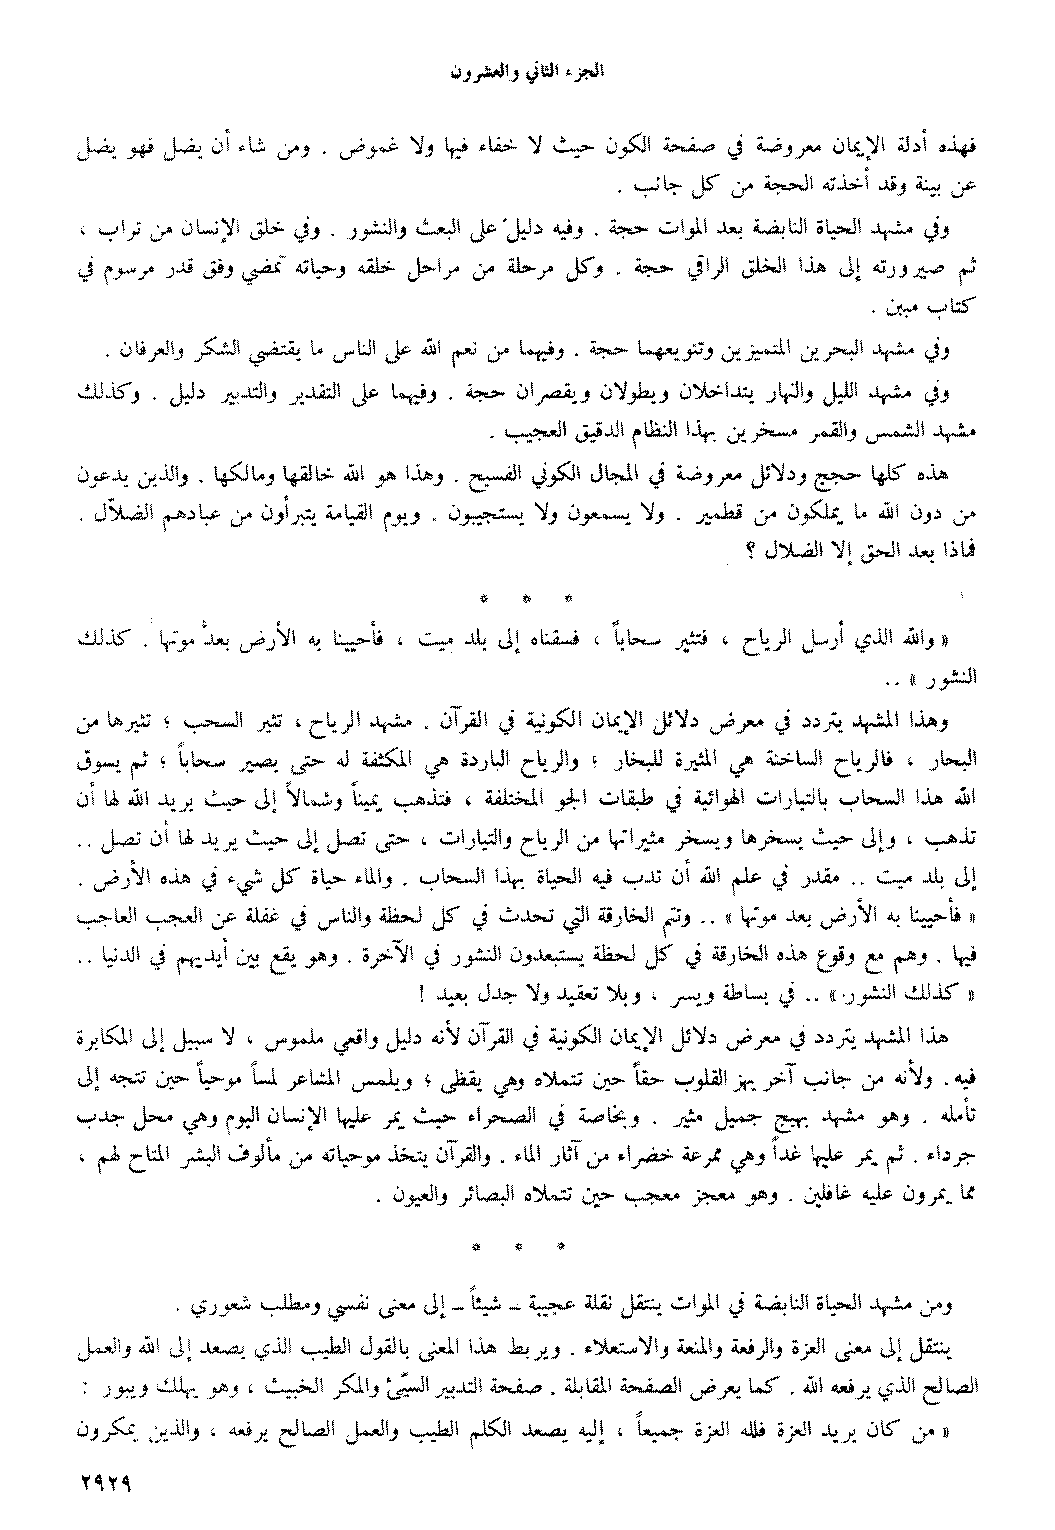 الجزء الثاني والعشرون
فهذه أدلة الإيمان معروضة في صفحة الكون حيث لا خفاء فيها ولا غموض . ومن شاء أن يضل فهو يضل
عن بينة وقد أخذته الحجة من كل جانب .
وفي مشهد الحياة النابضة بعد الموات حجة . وفيه دليل على البعث والنشور . وفي خلق الإنسان من تراب ،
ثم صيرورته إلى هذا الخلق الراقي حجة . وكل مرحلة من مراحل خلقه وحياته تمضي وفق قدر مرسوم في
كتاب مبين .
وفي مشهد البحرين المتميزين وتنويعهما حجة . وفيهما من نعم الله على الناس ما يقتضي الشكر والعرفان .
وفي مشهد الليل والنهار يتداخلان ويطولان ويقصران حجة . وفيهما على التقدير والتدبير دليل . وكذلك
مشهد الشمس والقمر مسخرين بهذا النظام الدقيق العجيب .
هذه كلها حجج ودلائل معروضة في المجال الكوني الفسيح . وهذا هو الله خالقها ومالكها . والذين يدعون
من دون الله ما يملكون من قطمير . ولا يسمعون ولا يستجيبون . ويوم القيامة يتبرأون من عبادهم الضلاّل .
فماذا بعد الحق إلا الضلال ؟
* * *
« والله الذي أرسل الرياح ، فتثير سحاباً ، فسقناه إلى بلد ميت ، فأحيينا به الأرض بعد موتها . كذلك
النشور » ..
وهذا المشهد يتردد في معرض دلائل الإيمان الكونية في القرآن . مشهد الرياح ، تثير السحب ؛ تثيرها من
البحار ، فالرياح الساخنة هي المثيرة للبخار ؛ والرياح الباردة هي المكثفة له حتى يصير سحاباً ؛ ثم يسوق
الله هذا السحاب بالتيارات الهوائية في طبقات الجو المختلفة ، فتذهب يميناً وشمالاً إلى حيث يريد الله لها أن
تذهب ، وإلى حيث يسخرها ويسخر مثيراتها من الرياح والتيارات ، حتى تصل إلى حيث يريد لها أن تصل ..
إلى بلد ميت .. مقدر في علم الله أن تدب فيه الحياة بهذا السحاب . والماء حياة كل شيء في هذه الأرض .
« فأحيينا به الأرض بعد موتها » .. وتتم الخارقة التي تحدث في كل لحظة والناس في غفلة عن العجب العاجب
فيها . وهم مع وقوع هذه الخارقة في كل لحظة يستبعدون النشور في الآخرة . وهو يقع بين أيديهم في الدنيا ..
« كذلك النشور » .. في بساطة ويسر ، وبلا تعقيد ولا جدل بعيد !
هذا المشهد يتردد في معرض دلائل الإيمان الكونية في القرآن لأنه دليل واقعي ملموس ، لا سبيل إلى المكابرة
فيه . ولأنه من جانب آخر يهز القلوب حقاً حين تتملاه وهي يقظى ؛ ويلمس المشاعر لمساً موحياً حين تتجه إلى
تأمله . وهو مشهد بهيج جميل مثير . وبخاصة في الصحراء حيث يمر عليها الإنسان اليوم وهي محل جدب
جرداء . ثم يمر عليها غداً وهي ممرعة خضراء من آثار الماء . والقرآن يتخذ موحياته من مألوف البشر المتاح لهم ،
مما يمرون عليه غافلين . وهو معجز معجب حين تتملاه البصائر والعيون .
* * *
ومن مشهد الحياة النابضة في الموات ينتقل نقلة عجيبة – شيئاً – إلى معنى نفسي ومطلب شعوري .
ينتقل إلى معنى العزة والرفعة والمنعة والاستعلاء . ويربط هذا المعنى بالقول الطيب الذي يصعد إلى الله والعمل
الصالح الذي يرفعه الله . كما يعرض الصفحة المقابلة . صفحة التدبير السيّئ والمكر الخبيث ، وهو يهلك ويبور :
« من كان يريد العزة فلله العزة جميعاً ، إليه يصعد الكلم الطيب والعمل الصالح يرفعه ، والذين يمكرون
٢٩٢٩